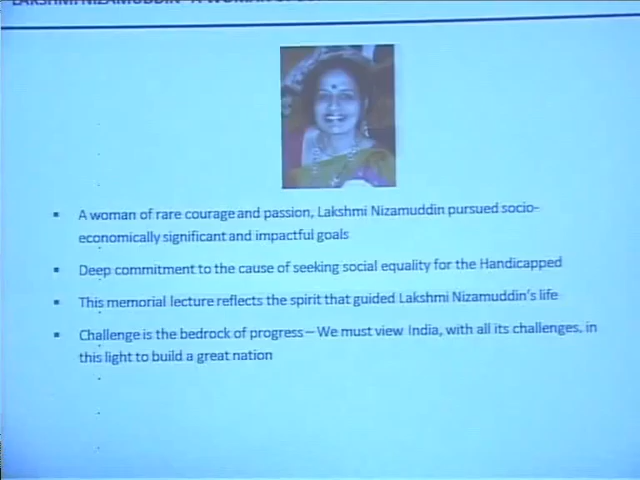 LAKSHMI NIZAMUDDIN - A WOMAN OF
▪ A woman of rare courage and passion, Lakshmi Nizamuddin pursued socio-
economically significant and impactful goals
▪ Deep commitment to the cause of seeking social equality for the Handicapped
▪ This memorial lecture reflects the spirit that guided Lakshmi Nizamuddin's life
▪ Challenge is the bedrock of progress – We must view India, with all its challenges, in
this light to build a great nation